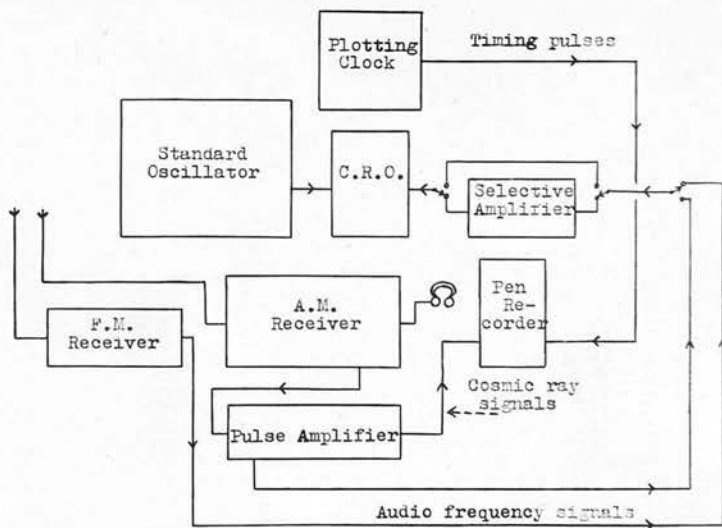 Plotting
Clock
Timing pulses
Standard
Oscillator
C.R.O.
Selective
Amplifier
A.M.
Receiver
Pen
Re-
corder
F.M.
Receiver
Cosmic ray
signals
Pulse Amplifier
Audio frequency signals